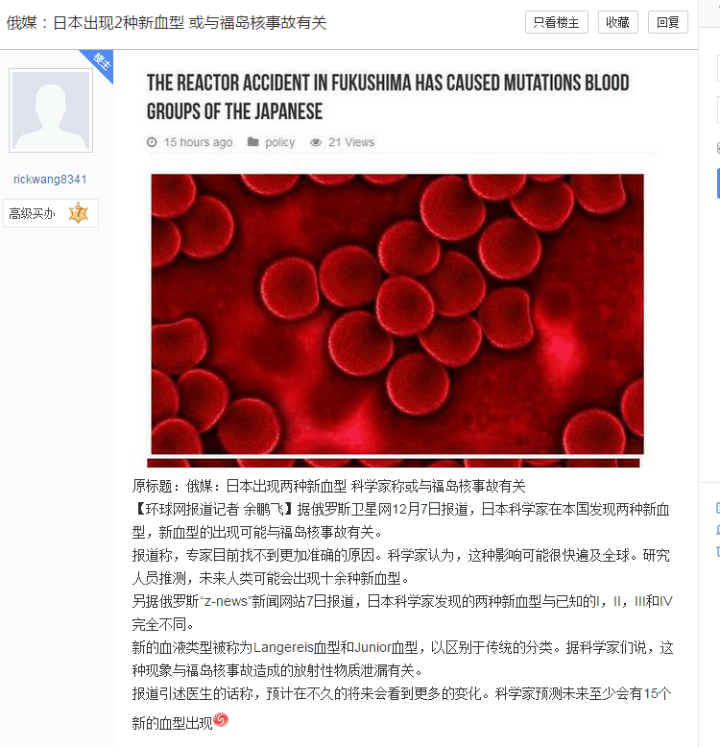 俄媒：日本出现2种新血型 或与福岛核事故有关
只看楼主
收藏
回复
楼主
rickwang8341
高级买办
7
THE REACTOR ACCIDENT IN FUKUSHIMA HAS CAUSED MUTATIONS BLOOD
GROUPS OF THE JAPANESE
15 hours ago policy 21 Views
原标题：俄媒：日本出现两种新血型 科学家称或与福岛核事故有关
【环球网报道记者 余鹏飞】据俄罗斯卫星网12月7日报道，日本科学家在本国发现两种新血
型，新血型的出现可能与福岛核事故有关。
报道称，专家目前找不到更加准确的原因。科学家认为，这种影响可能很快遍及全球。研究
人员推测，未来人类可能会出现十余种新血型。
另据俄罗斯“z-news”新闻网站7日报道，日本科学家发现的两种新血型与已知的I，II，III和IV
完全不同。
新的血液类型被称为Langereis血型和Junior血型，以区别于传统的分类。据科学家们说，这
种现象与福岛核事故造成的放射性物质泄漏有关。
报道引述医生的话称，预计在不久的将来会看到更多的变化。科学家预测未来至少会有15个
新的血型出现